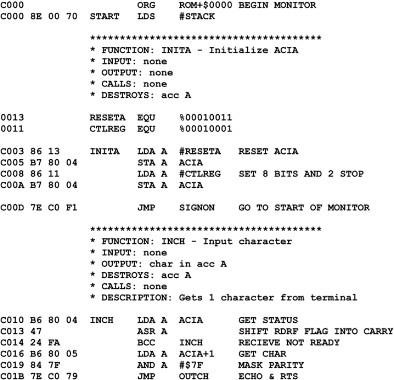 C000 ORG ROM+$0000 BEGIN MONITOR
C000 8E 00 70 START LDS #STACK
***************************************
* FUNCTION: INITA - Initialize ACIA
* INPUT: none
* OUTPUT: none
* CALLS: none
* DESTROYS: acc A
0013 RESETA EQU %00010011
0011 CTLREG EQU %00010001
C003 86 13 INITA LDA A #RESETA RESET ACIA
C005 B7 80 04 STA A ACIA
C008 86 11 LDA A #CTLREG SET 8 BITS AND 2 STOP
C00A B7 80 04 STA A ACIA
C00D 7E C0 F1 JMP SIGNON GO TO START OF MONITOR
***************************************
* FUNCTION: INCH - Input character
* INPUT: none
* OUTPUT: char in acc A
* DESTROYS: acc A
* CALLS: none
* DESCRIPTION: Gets 1 character from terminal
C010 B6 80 04 INCH LDA A ACIA GET STATUS
C013 47 ASR A SHIFT RDRF FLAG INTO CARRY
C014 24 FA BCC INCH RECIEVE NOT READY
C016 B6 80 05 LDA A ACIA+1 GET CHAR
C019 84 7F AND A #$7F MASK PARITY
C01B 7E C0 79 JMP OUTCH ECHO & RTS